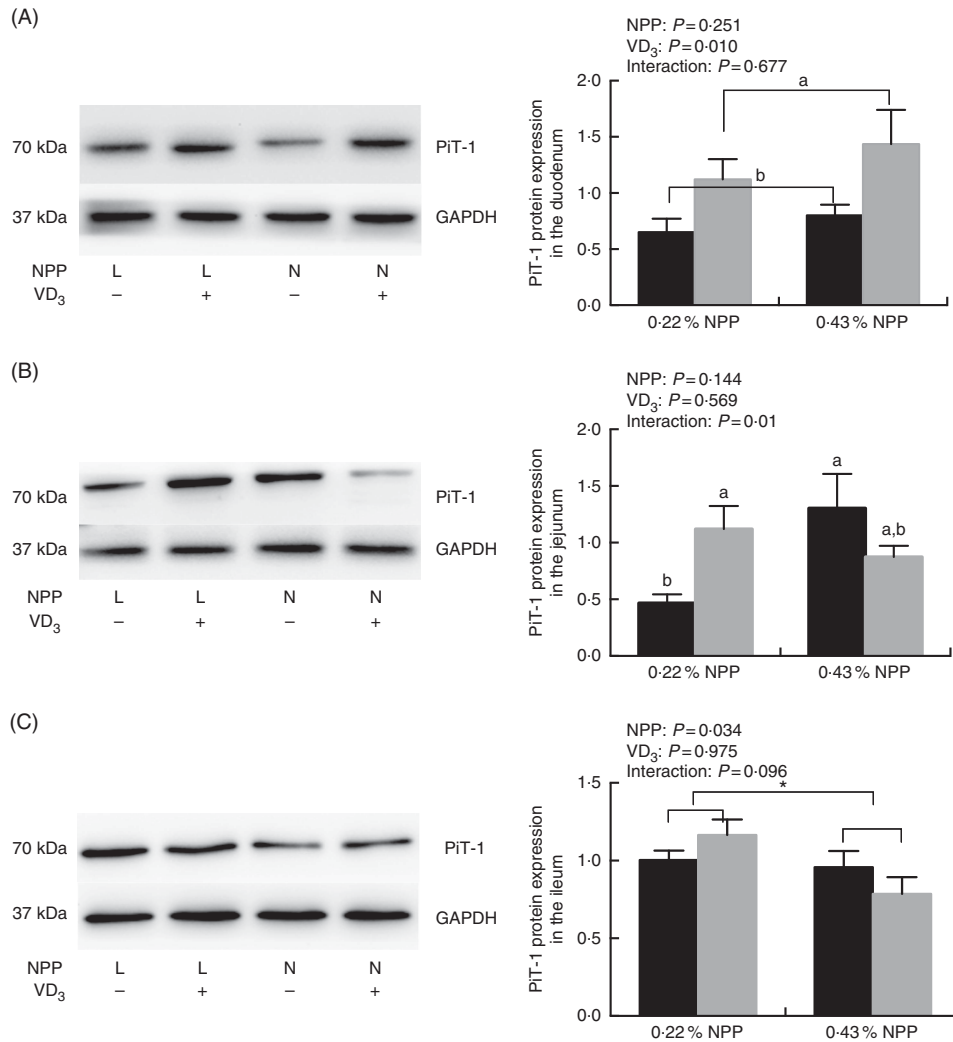 (A)
70 kDa
PiT-1
37 kDa
GAPDH
NPP L L N N
VD3 – + – +
NPP: P=0·251
VD3: P=0·010
Interaction: P=0·677
PiT-1 protein expression
in the duodenum
2·0
1·5
1·0
0·5
0·0
a
b
0·22 % NPP 0·43 % NPP
(B)
70 kDa
PiT-1
37 kDa
GAPDH
NPP L L N N
VD3 – + – +
NPP: P=0·144
VD3: P=0·569
Interaction: P=0·01
PiT-1 protein expression
in the jejunum
2·0
1·5
1·0
0·5
0·0
b
a
a
a,b
0·22 % NPP 0·43 % NPP
(C)
70 kDa
PiT-1
37 kDa
GAPDH
NPP L L N N
VD3 – + – +
NPP: P=0·034
VD3: P=0·975
Interaction: P=0·096
PiT-1 protein expression
in the ileum
1·5
1·0
0·5
0·0
*
0·22 % NPP 0·43 % NPP